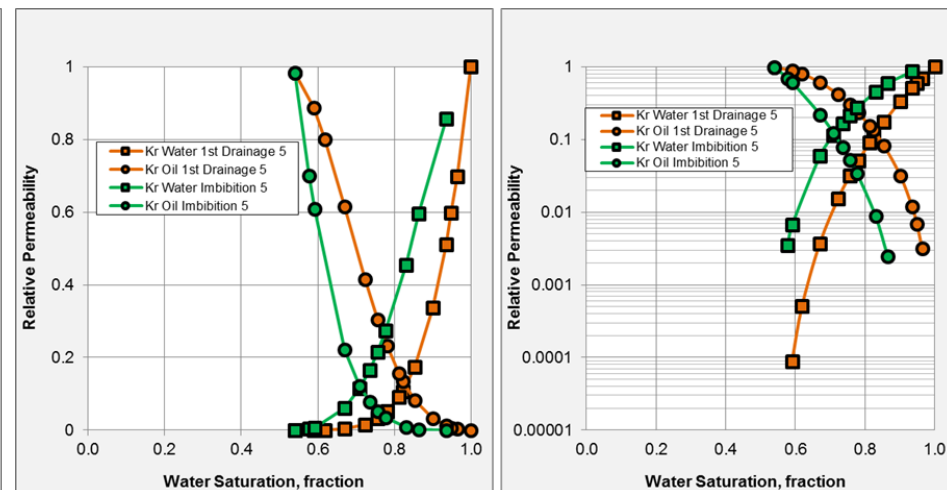 1
0.8
0.6
0.4
0.2
0
0.0
0.2
0.4
0.6
0.8
1.0
Relative Permeability
Water Saturation, fraction
Kr Water 1st Drainage 5
Kr Oil 1st Drainage 5
Kr Water Imbibition 5
Kr Oil Imbibition 5
1
0.1
0.01
0.001
0.0001
0.00001
0.0
0.2
0.4
0.6
0.8
1.0
Relative Permeability
Water Saturation, fraction
Kr Water 1st Drainage 5
Kr Oil 1st Drainage 5
Kr Water Imbibition 5
Kr Oil Imbibition 5